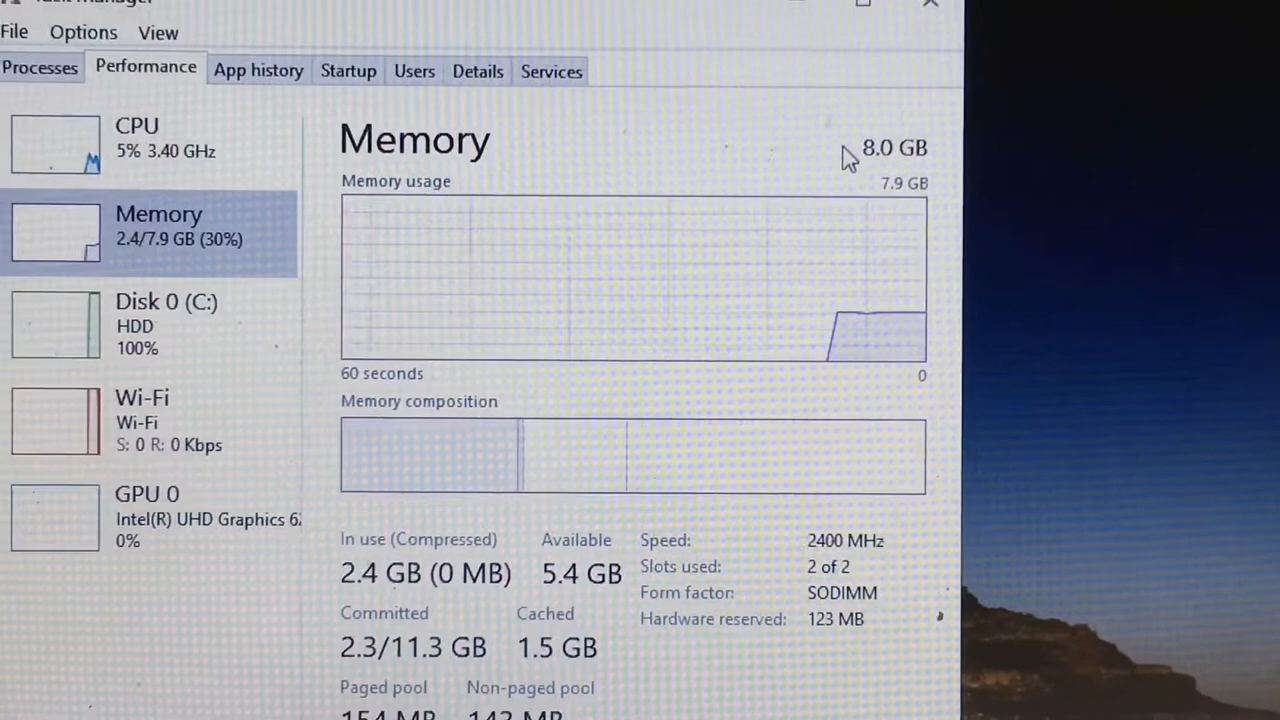 File Options View
Processes Performance App history Startup Users Details Services
CPU
5% 3.40 GHz
Memory
2.4/7.9 GB (30%)
Disk 0 (C:)
HDD
100%
Wi-Fi
Wi-Fi
S: 0 R: 0 Kbps
GPU 0
Intel(R) UHD Graphics
0%
Memory
8.0 GB
Memory usage
7.9 GB
60 seconds
0
Memory composition
In use (Compressed)
2.4 GB (0 MB)
Available
5.4 GB
Committed
2.3/11.3 GB
Cached
1.5 GB
Paged pool
154 MB
Non-paged pool
Speed: 2400 MHz
Slots used: 2 of 2
Form factor: SODIMM
Hardware reserved: 123 MB